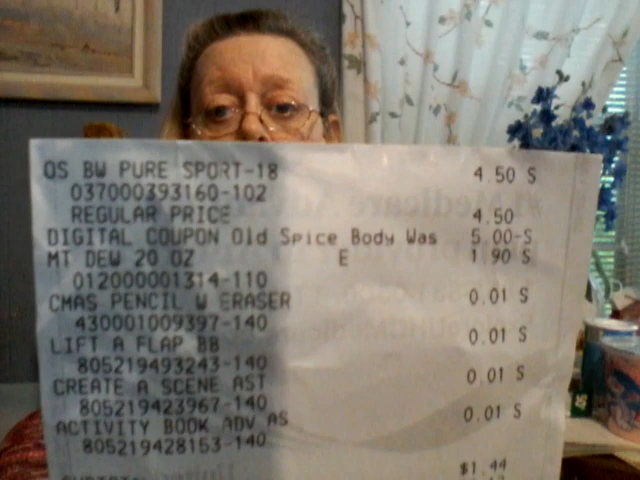 OS BW PURE SPORT-18 4.50 S
037000393160-102
REGULAR PRICE 4.50
DIGITAL COUPON Old Spice Body Was 5.00-S
MT DEW 20 OZ E 1.90 S
012000001314-110
CMAS PENCIL W ERASER 0.01 S
430001009397-140
LIFT A FLAP BB 0.01 S
805219493243-140
CREATE A SCENE AST 0.01 S
805219423967-140
ACTIVITY BOOK ADV AS 0.01 S
805219428153-140
$1.44